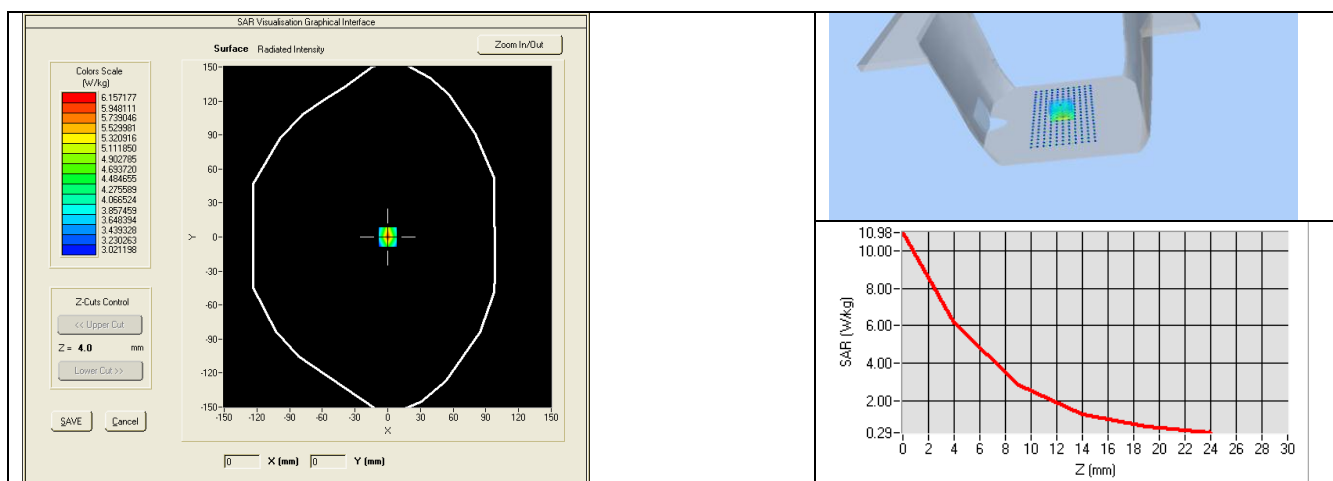 SAR Visualisation Graphical Interface
Surface Radiated Intensity
Zoom In/Out
Colors Scale
(W/kg)
6.157177
5.948111
5.739046
5.529981
5.320916
5.111850
4.902785
4.693720
4.484655
4.275589
4.066524
3.857459
3.648394
3.439328
3.230263
3.021198
Z-Cuts Control
<< Upper Cut
Z = 4.0 mm
Lower Cut >>
SAVE Cancel
150
120
90
60
30
0
-30
-60
-90
-120
-150
Y
-150 -120 -90 -60 -30 0 30 60 90 120 150
X
0 X (mm) 0 Y (mm)
10.98
10.00
8.00
6.00
4.00
2.00
0.29
SAR (W/kg)
0 2 4 6 8 10 12 14 16 18 20 22 24 26 28 30
Z (mm)